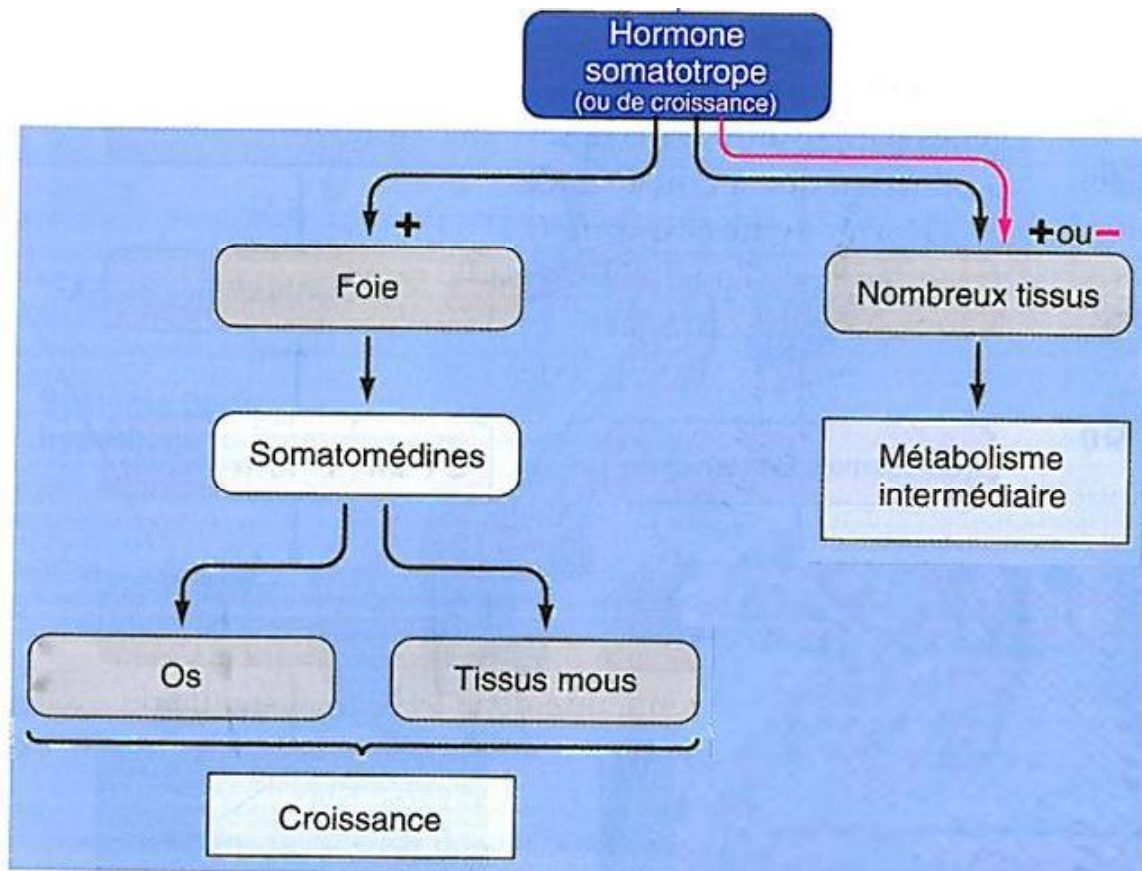 Hormone
somatotrope
(ou de croissance)
+
+ou−
Foie
Nombreux tissus
Somatomédines
Métabolisme
intermédiaire
Os
Tissus mous
Croissance